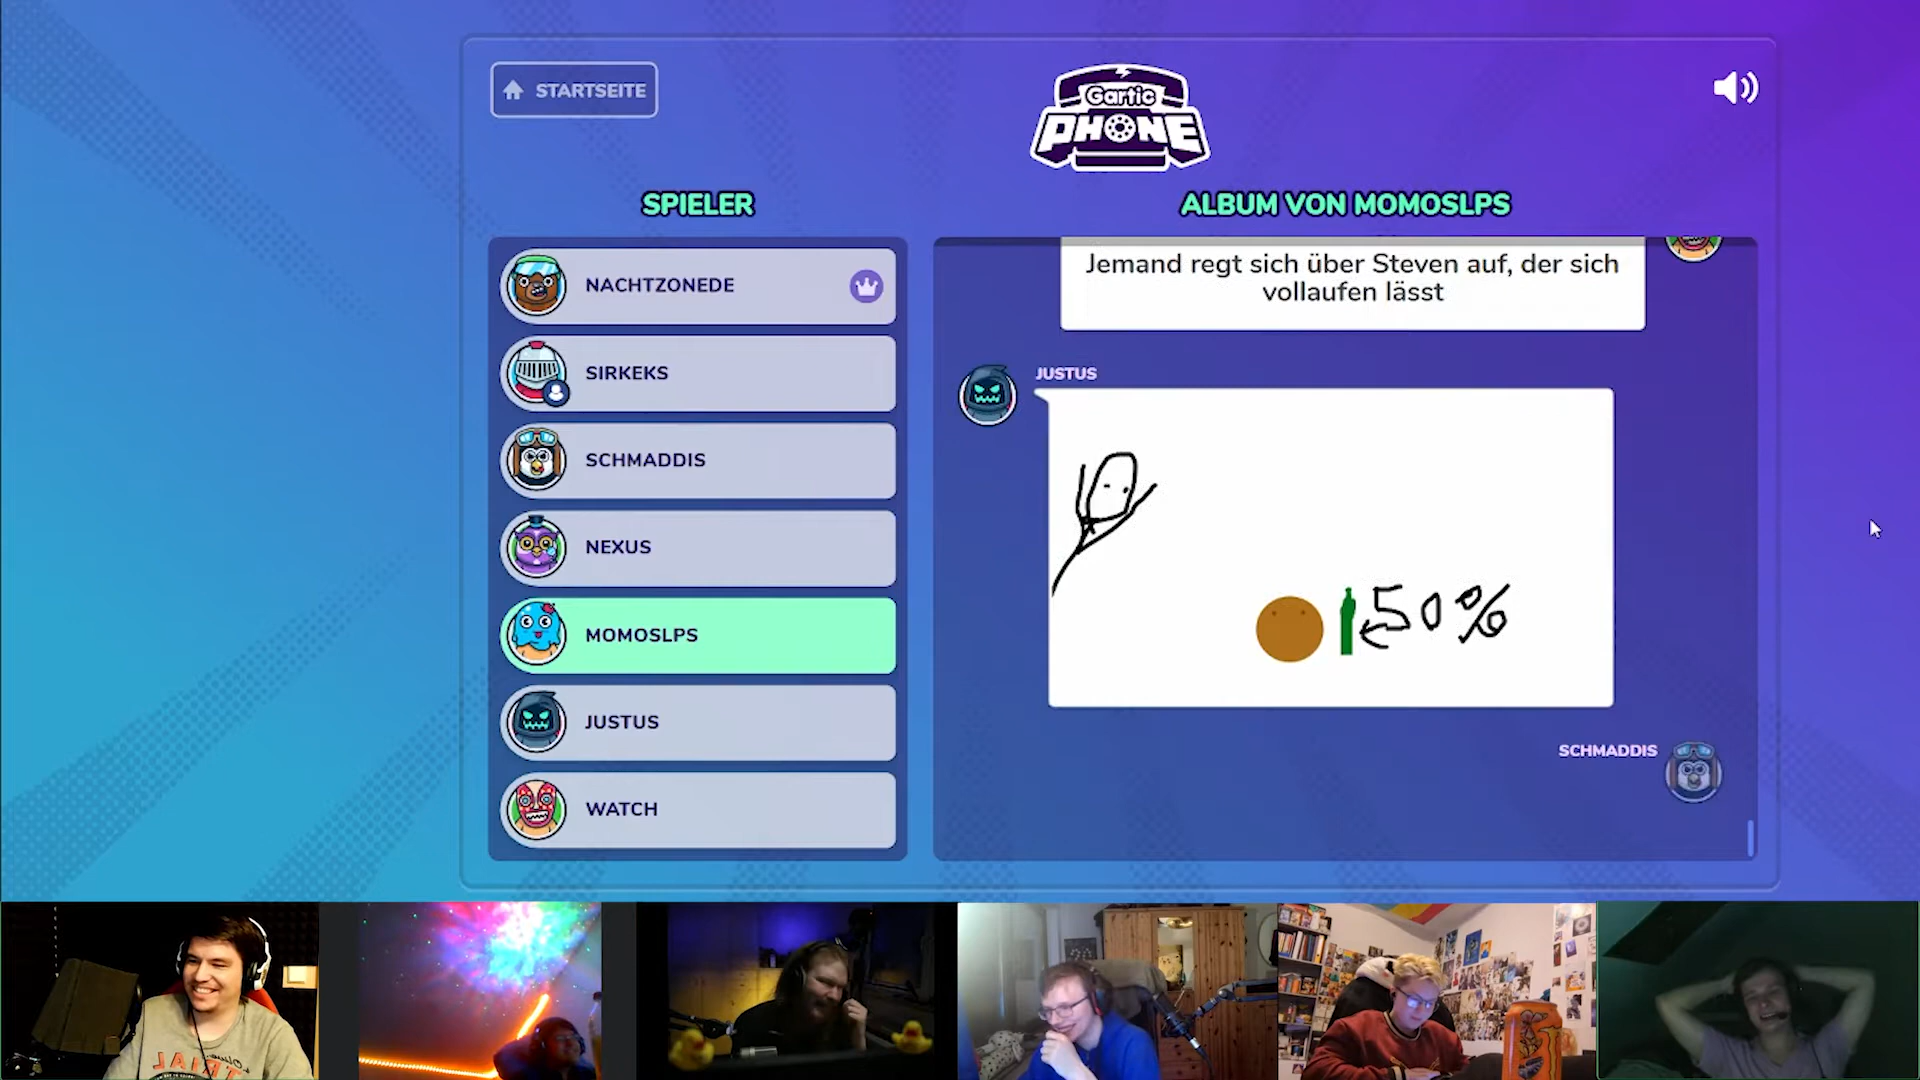 STARTSEITE
Gartic
PHONE
SPIELER
ALBUM VON MOMOSLPS
NACHTZONEDE
SIRKEKS
SCHMADDIS
NEXUS
MOMOSLPS
JUSTUS
WATCH
Jemand regt sich über Steven auf, der sich
vollaufen lässt
JUSTUS
50%
SCHMADDIS